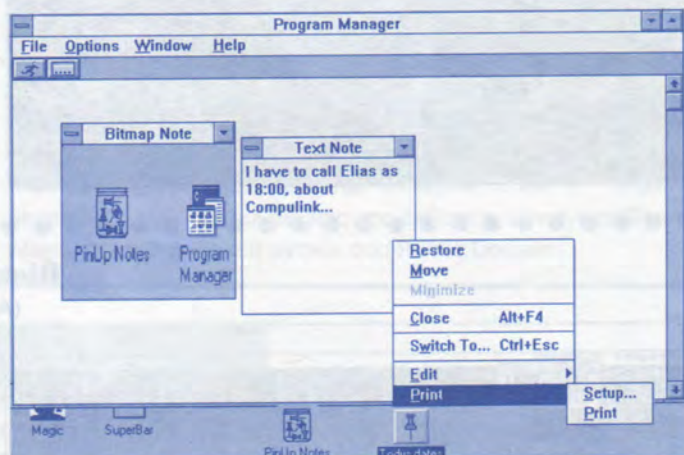 Program Manager
File Options Window Help
Bitmap Note
PinUp Notes
Program
Manager
Text Note
I have to call Elias as
18:00, about
Compulink...
Restore
Move
Minimize
Close Alt+F4
Switch To... Ctrl+Esc
Edit
Print
Setup...
Print
Magic
SuperBar
PinUp Notes